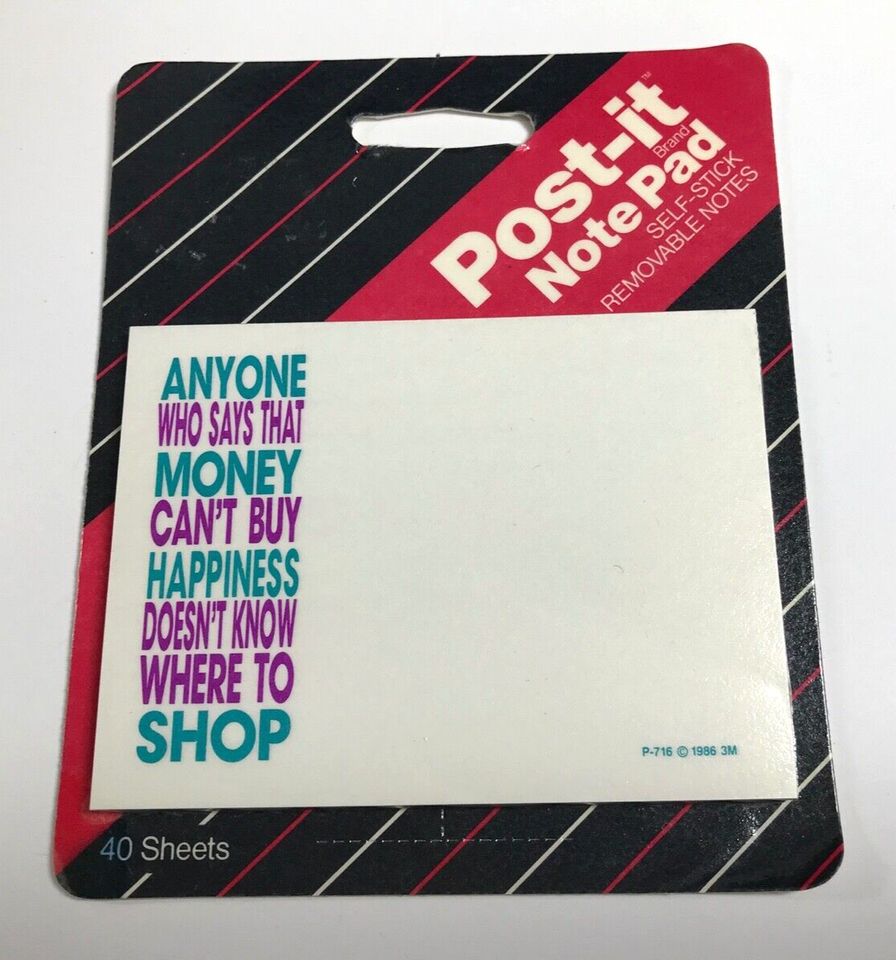 Post-it™
Brand
Note Pad
SELF-STICK
REMOVABLE NOTES
ANYONE
WHO SAYS THAT
MONEY
CAN'T BUY
HAPPINESS
DOESN'T KNOW
WHERE TO
SHOP
P-716 © 1986 3M
40 Sheets